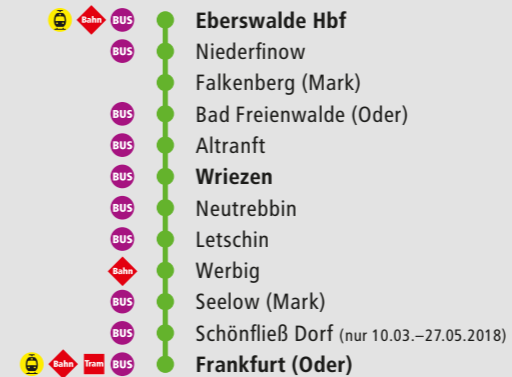 Bahn BUS Eberswalde Hbf
BUS Niederfinow
Falkenberg (Mark)
BUS Bad Freienwalde (Oder)
BUS Altranft
BUS Wriezen
BUS Neutrebbin
BUS Letschin
Bahn Werbig
BUS Seelow (Mark)
BUS Schönfließ Dorf (nur 10.03.–27.05.2018)
Bahn Tram BUS Frankfurt (Oder)